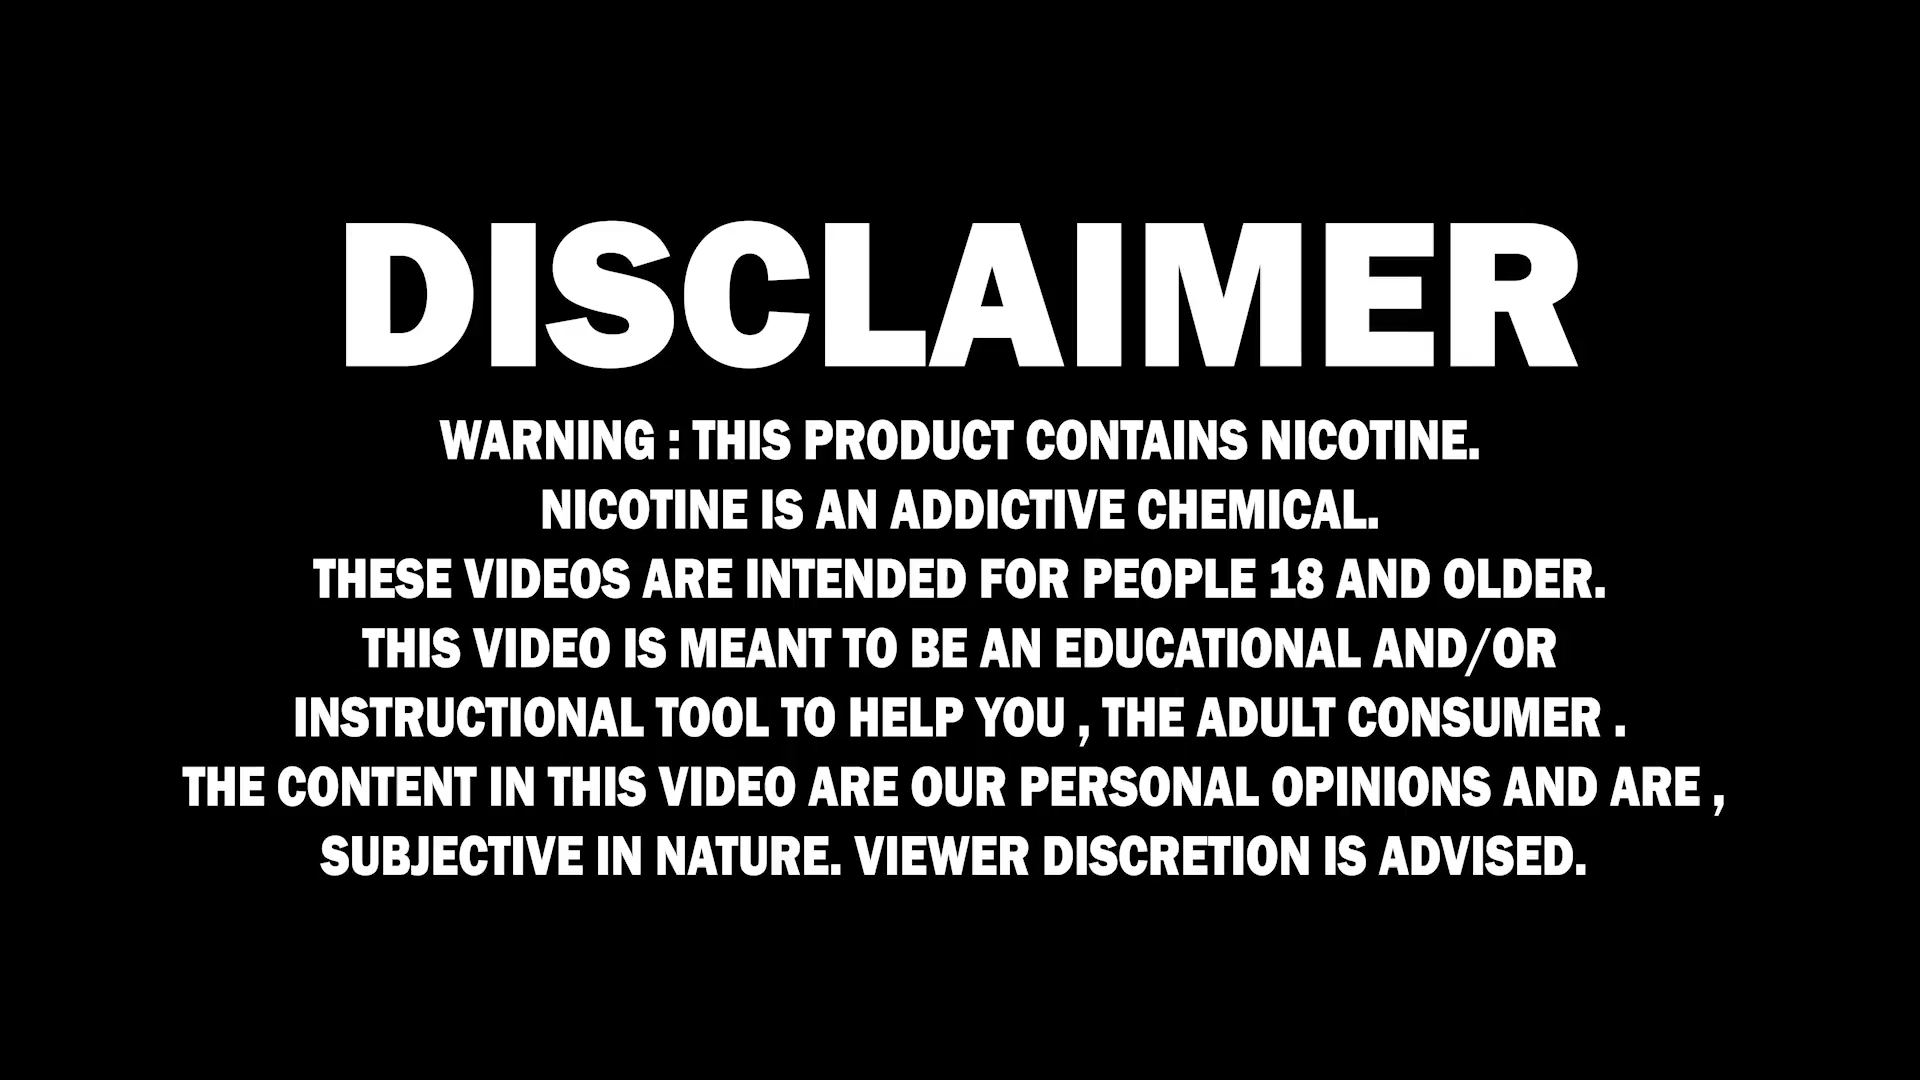 DISCLAIMER
WARNING : THIS PRODUCT CONTAINS NICOTINE.
NICOTINE IS AN ADDICTIVE CHEMICAL.
THESE VIDEOS ARE INTENDED FOR PEOPLE 18 AND OLDER.
THIS VIDEO IS MEANT TO BE AN EDUCATIONAL AND/OR
INSTRUCTIONAL TOOL TO HELP YOU , THE ADULT CONSUMER .
THE CONTENT IN THIS VIDEO ARE OUR PERSONAL OPINIONS AND ARE ,
SUBJECTIVE IN NATURE. VIEWER DISCRETION IS ADVISED.